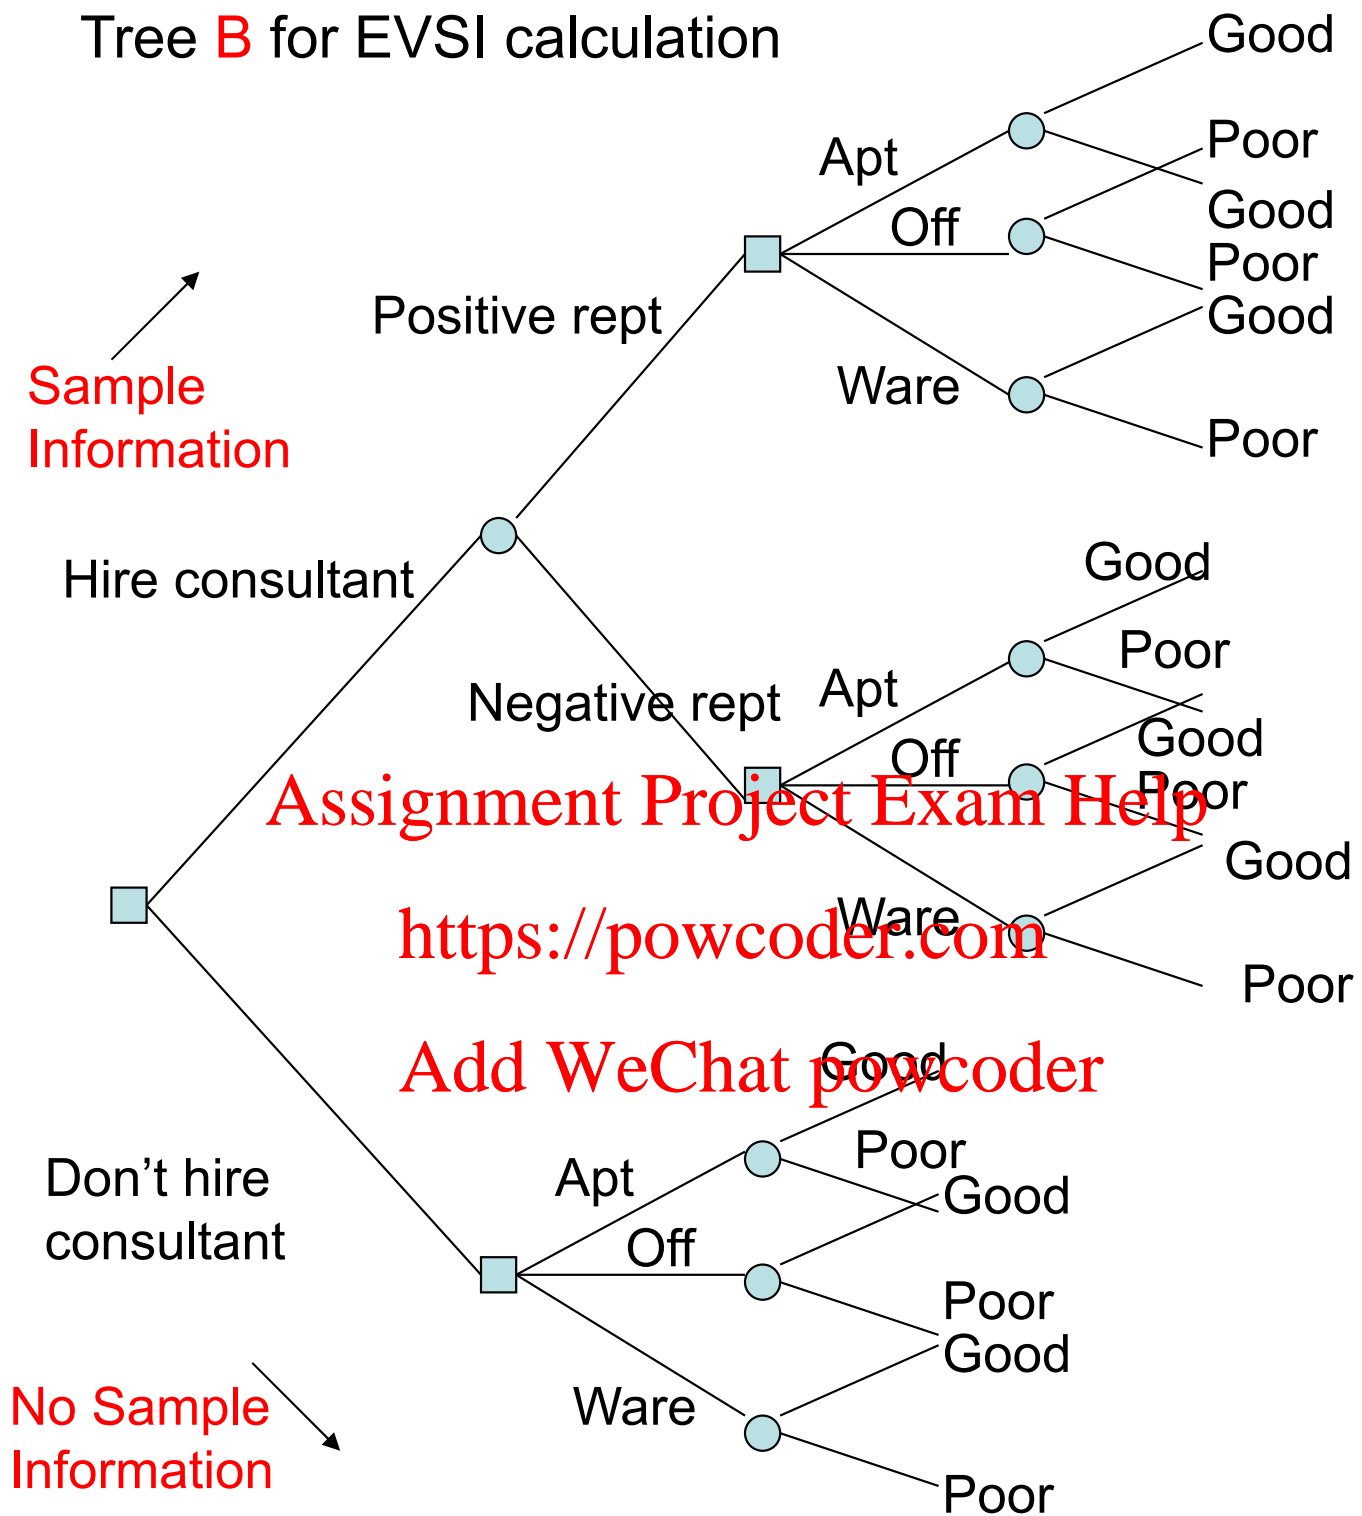 Tree B for EVSI calculation
Good
Poor
Apt
Off
Good
Poor
Positive rept
Good
Ware
Sample
Information
Poor
Hire consultant
Good
Poor
Apt
Negative rept
Off
Good
Poor
Assignment Project Exam Help
Good
Ware
https://powcoder.com
Poor
Good
Add WeChat powcoder
Poor
Don't hire
consultant
Apt
Good
Off
Poor
Good
Ware
No Sample
Information
Poor